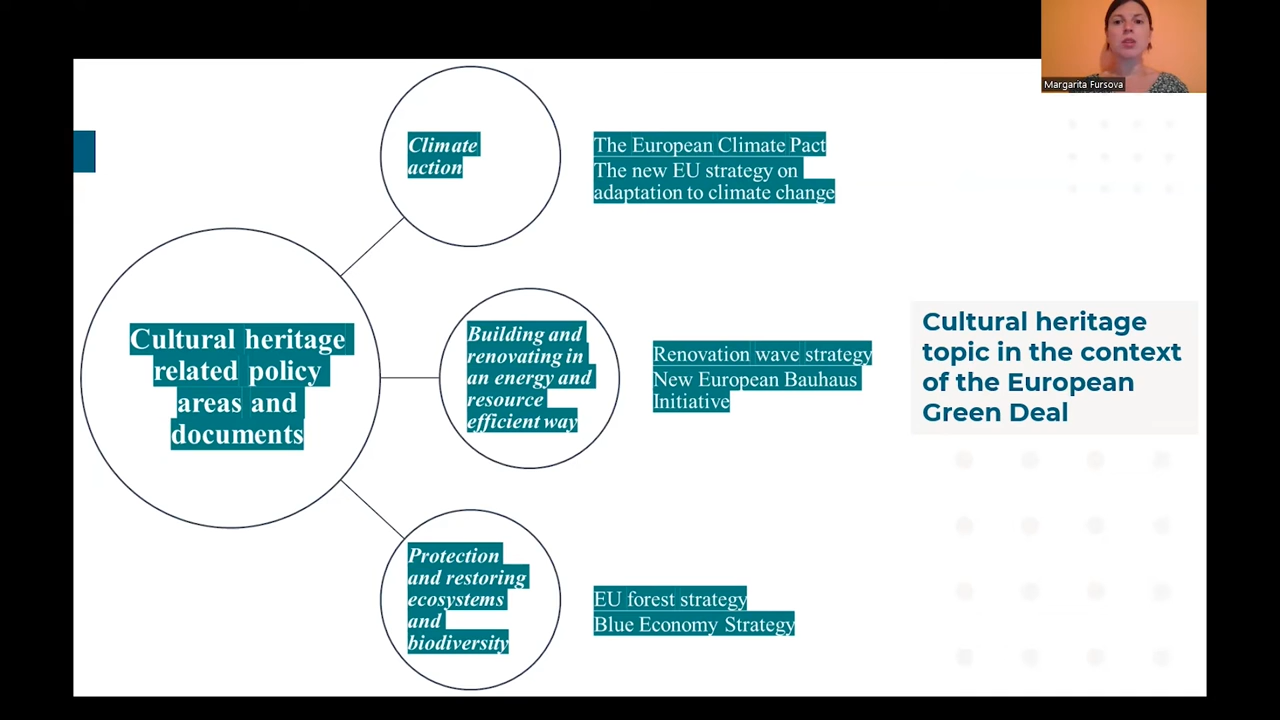 Margarita Fursova
Climate
action
The European Climate Pact
The new EU strategy on
adaptation to climate change
Cultural heritage
related policy
areas and
documents
Building and
renovating in
an energy and
resource
efficient way
Renovation wave strategy
New European Bauhaus
Initiative
Cultural heritage
topic in the context
of the European
Green Deal
Protection
and restoring
ecosystems
and
biodiversity
EU forest strategy
Blue Economy Strategy